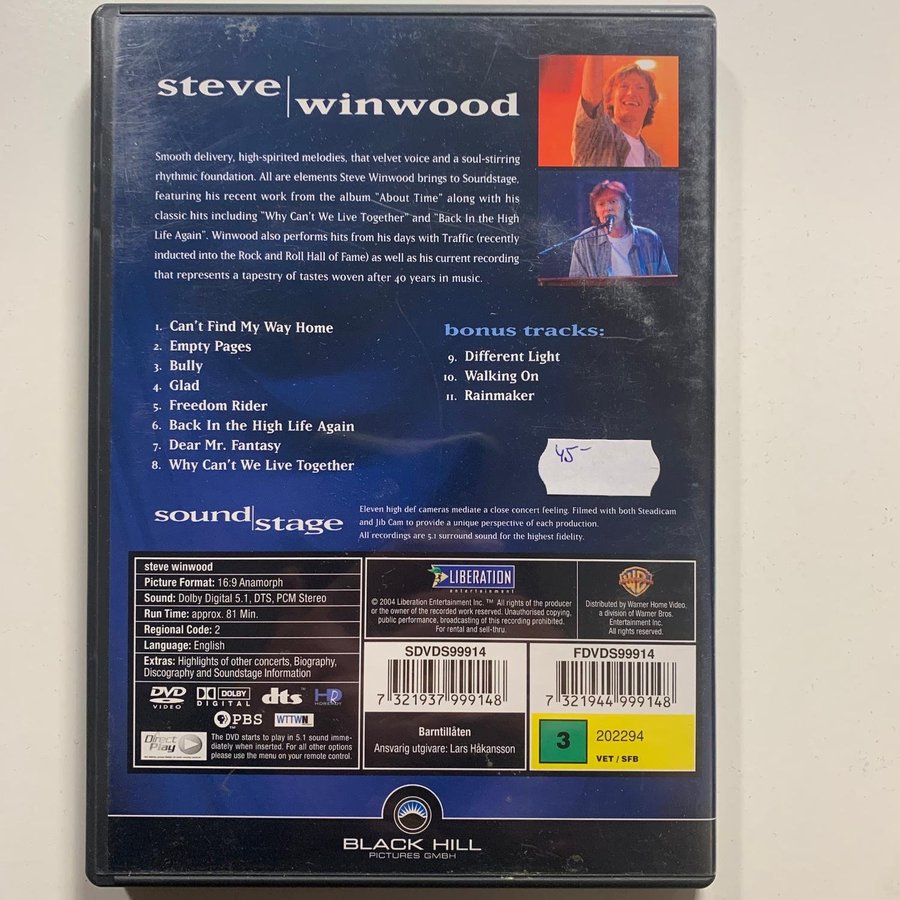 steve
winwood
Smooth delivery, high-spirited melodies, that velvet voice and a soul-stirring
rhythmic foundation. All are elements Steve Winwood brings to Soundstage,
featuring his recent work from the album "About Time" along with his
classic hits including "Why Can't We Live Together" and "Back In the High
Life Again". Winwood also performs hits from his days with Traffic (recently
inducted into the Rock and Roll Hall of Fame) as well as his current recording
that represents a tapestry of tastes woven after 40 years in music.
1. Can't Find My Way Home
2. Empty Pages
3. Bully
4. Glad
5. Freedom Rider
6. Back In the High Life Again
7. Dear Mr. Fantasy
8. Why Can't We Live Together
bonus tracks:
9. Different Light
10. Walking On
11. Rainmaker
45-
sound stage
Eleven high def cameras mediate a close concert feeling. Filmed with both Steadicam
and Jib Cam to provide a unique perspective of each production.
All recordings are 5.1 surround sound for the highest fidelity.
steve winwood
Picture Format: 16:9 Anamorph
Sound: Dolby Digital 5.1, DTS, PCM Stereo
Run Time: approx. 81 Min.
Regional Code: 2
Language: English
Extras: Highlights of other concerts, Biography,
Discography and Soundstage Information
DVD VIDEO
DOLBY DIGITAL
dts
HD HDREADY
PBS
WTTW
Direct Play
The DVD starts to play in 5.1 sound imme-
diately when inserted. For all other options
please use the menu on your remote control.
LIBERATION
entertainment
© 2004 Liberation Entertainment Inc. ™ All rights of the producer
or the owner of the recorded work reserved. Unauthorised copying,
public performance, broadcasting of this recording prohibited.
For rental and sell-thru.
WB
Distributed by Warner Home Video,
a division of Warner Bros.
Entertainment Inc.
All rights reserved.
SDVDS99914
7 321937 999148
FDVDS99914
7 321944 999148
Barntillåten
Ansvarig utgivare: Lars Håkansson
3
202294
VET / SFB
BLACK HILL
PICTURES GMBH